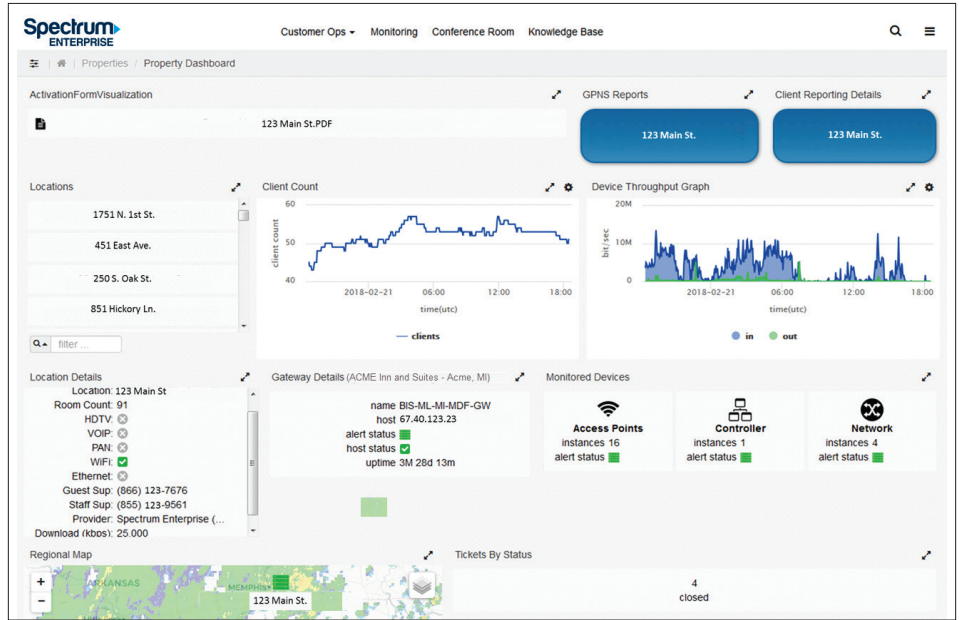 Spectrum
ENTERPRISE
Customer Ops Monitoring Conference Room Knowledge Base
Properties / Property Dashboard
ActivationFormVisualization
123 Main St.PDF
GPNS Reports
123 Main St.
Client Reporting Details
123 Main St.
Locations
1751 N. 1st St.
451 East Ave.
250 S. Oak St.
851 Hickory Ln.
filter ...
Client Count
60
50
40
client count
2018-02-21 06:00 12:00 18:00
time(utc)
clients
Device Throughput Graph
20M
10M
0
bit/sec
2018-02-21 06:00 12:00 18:00
time(utc)
in out
Location Details
Location: 123 Main St
Room Count: 91
HDTV:
VOIP:
PAN:
WiFi:
Ethernet:
Guest Sup: (866) 123-7676
Staff Sup: (855) 123-9561
Provider: Spectrum Enterprise (...
Download (kbps): 25.000
Gateway Details (ACME Inn and Suites - Acme, MI)
name BIS-ML-MI-MDF-GW
host 67.40.123.23
alert status
host status
uptime 3M 28d 13m
Monitored Devices
Access Points
instances 16
alert status
Controller
instances 1
alert status
Network
instances 4
alert status
Regional Map
+
−
ARKANSAS
MEMPHIS
123 Main St.
Tickets By Status
4
closed